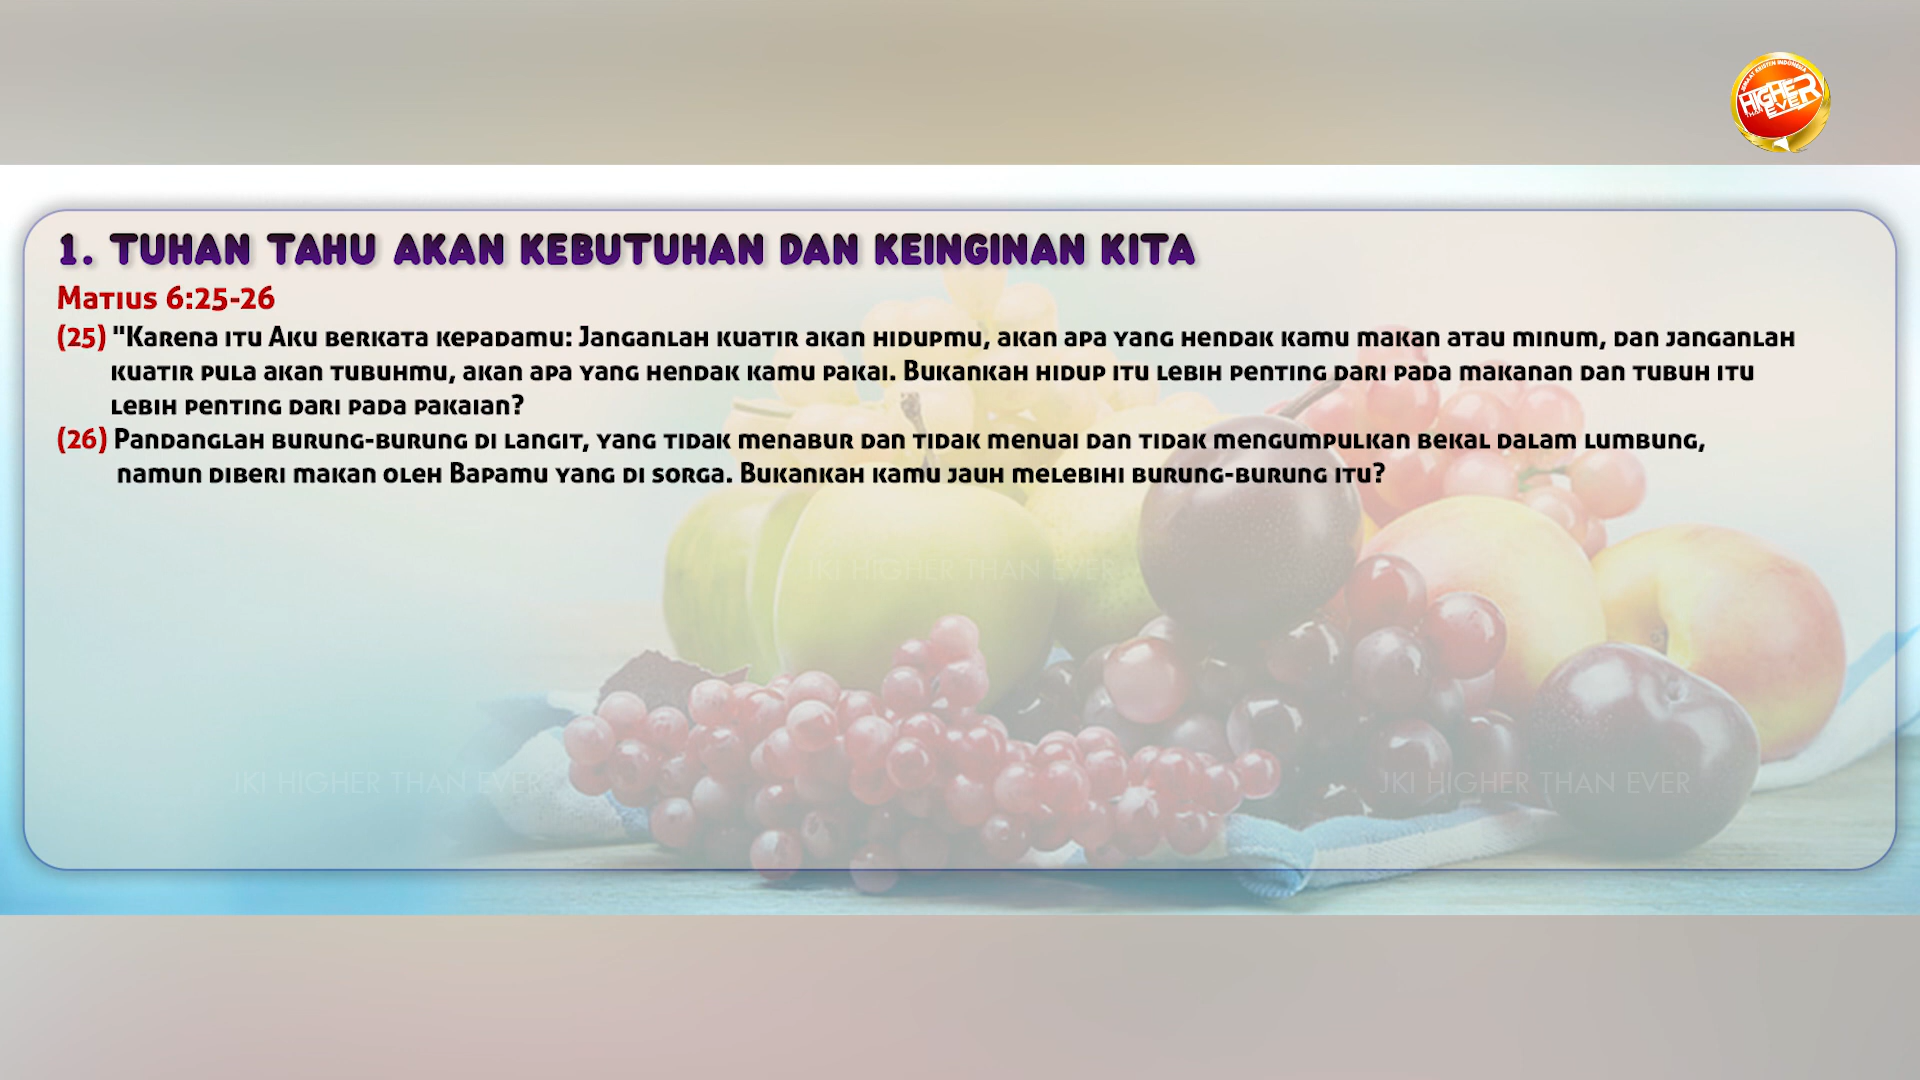 JEMAAT KRISTEN INDONESIA
HIGHER
THAN EVER
1. TUHAN TAHU AKAN KEBUTUHAN DAN KEINGINAN KITA
Matius 6:25-26
(25) "Karena itu Aku berkata kepadamu: Janganlah kuatir akan hidupmu, akan apa yang hendak kamu makan atau minum, dan janganlah
kuatir pula akan tubuhmu, akan apa yang hendak kamu pakai. Bukankah hidup itu lebih penting dari pada makanan dan tubuh itu
lebih penting dari pada pakaian?
(26) Pandanglah burung-burung di langit, yang tidak menabur dan tidak menuai dan tidak mengumpulkan bekal dalam lumbung,
namun diberi makan oleh Bapamu yang di sorga. Bukankah kamu jauh melebihi burung-burung itu?
JKI HIGHER THAN EVER
JKI HIGHER THAN EVER
JKI HIGHER THAN EVER